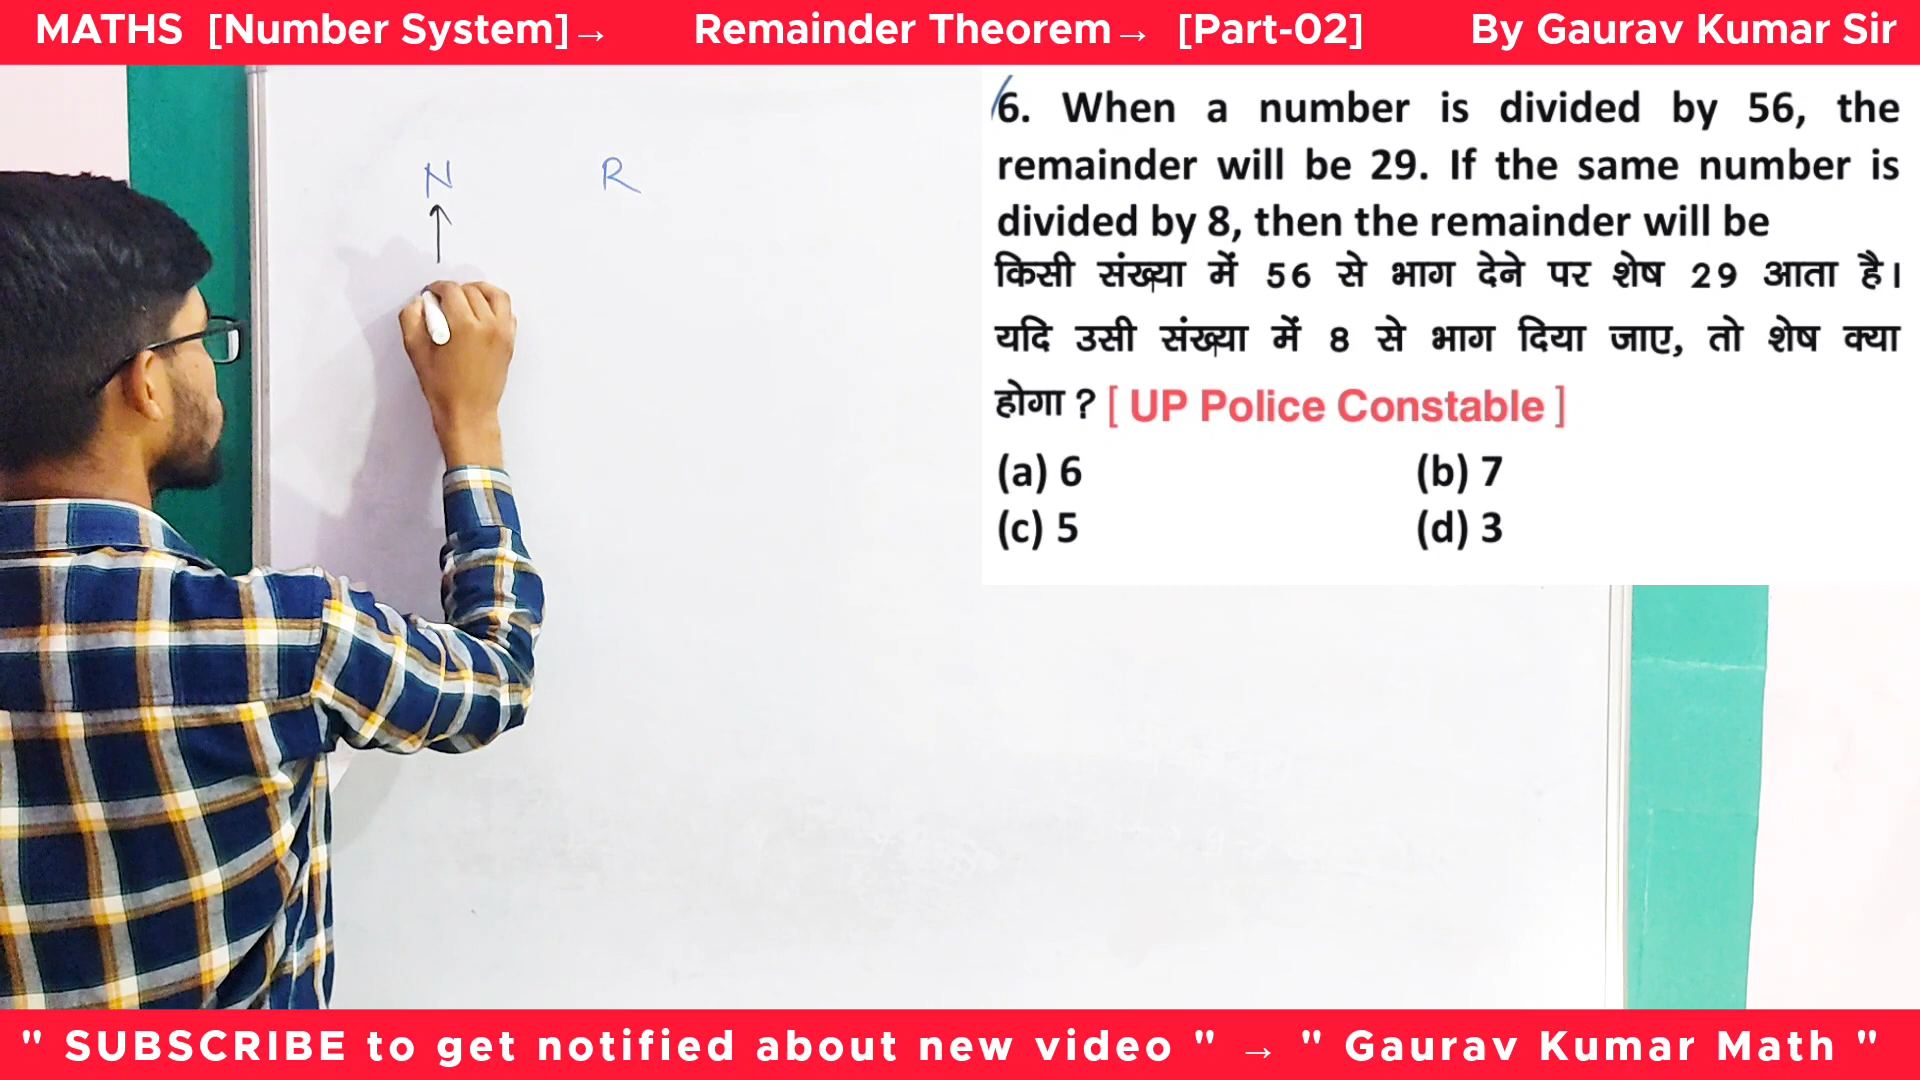 MATHS [Number System]→ Remainder Theorem→ [Part-02] By Gaurav Kumar Sir
N R
6. When a number is divided by 56, the
remainder will be 29. If the same number is
divided by 8, then the remainder will be
किसी संख्या में 56 से भाग देने पर शेष 29 आता है।
यदि उसी संख्या में 8 से भाग दिया जाए, तो शेष क्या
होगा ? [ UP Police Constable ]
(a) 6 (b) 7
(c) 5 (d) 3
" SUBSCRIBE to get notified about new video " → " Gaurav Kumar Math "